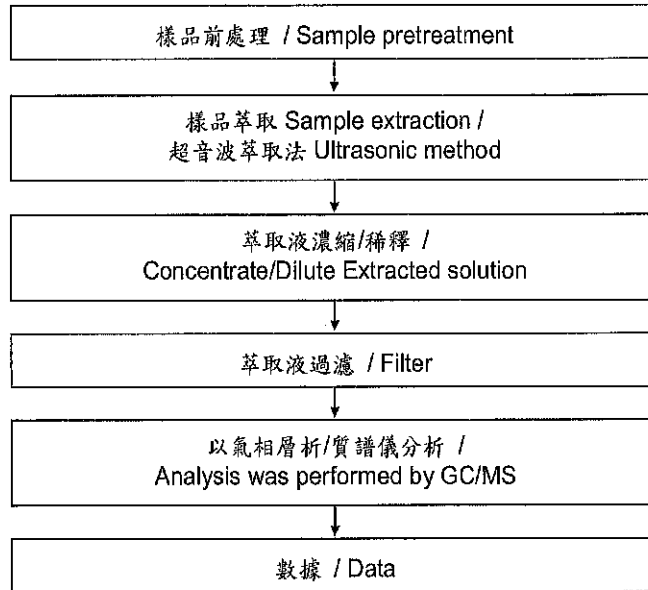 樣品前處理 / Sample pretreatment
樣品萃取 Sample extraction /
超音波萃取法 Ultrasonic method
萃取液濃縮/稀釋 /
Concentrate/Dilute Extracted solution
萃取液過濾 / Filter
以氣相層析/質譜儀分析 /
Analysis was performed by GC/MS
數據 / Data